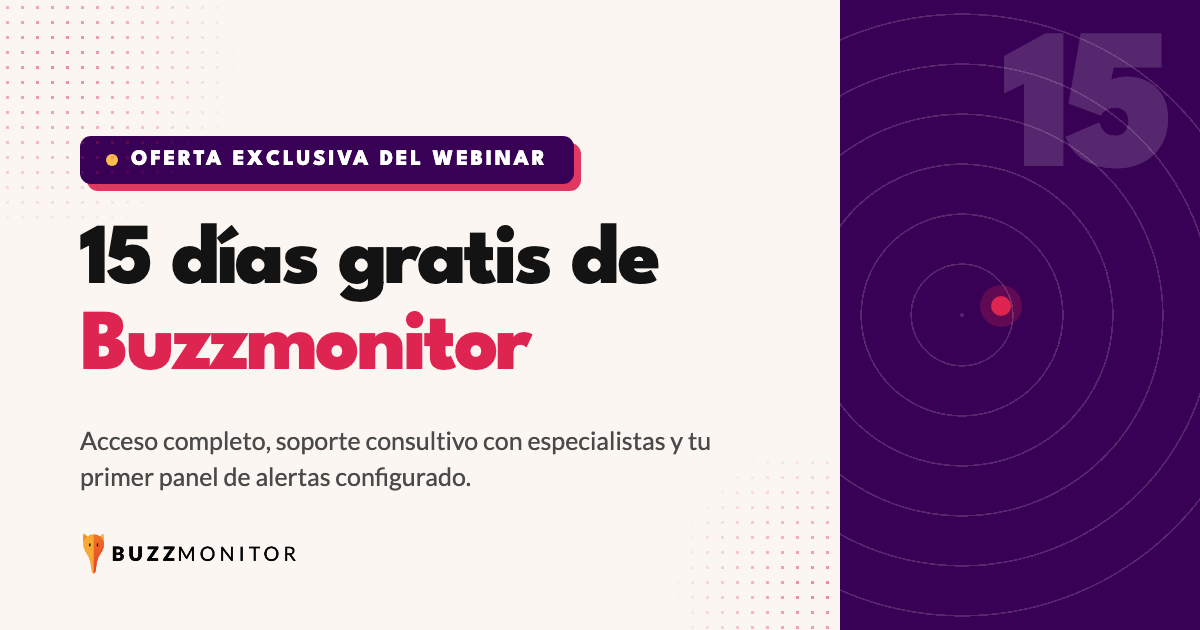 15
OFERTA EXCLUSIVA DEL WEBINAR
15 días gratis de
Buzzmonitor
Acceso completo, soporte consultivo con especialistas y tu
primer panel de alertas configurado.
BUZZMONITOR